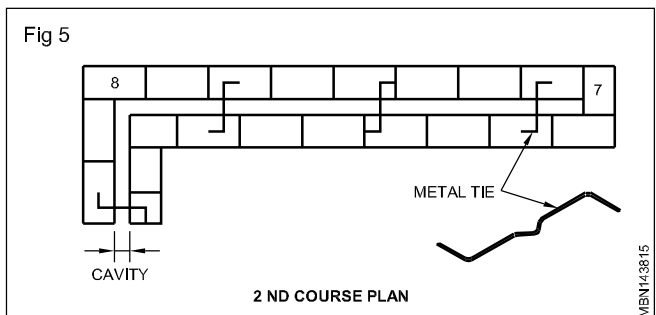 Fig 5
8
7
METAL TIE
CAVITY
2 ND COURSE PLAN
MBN143815